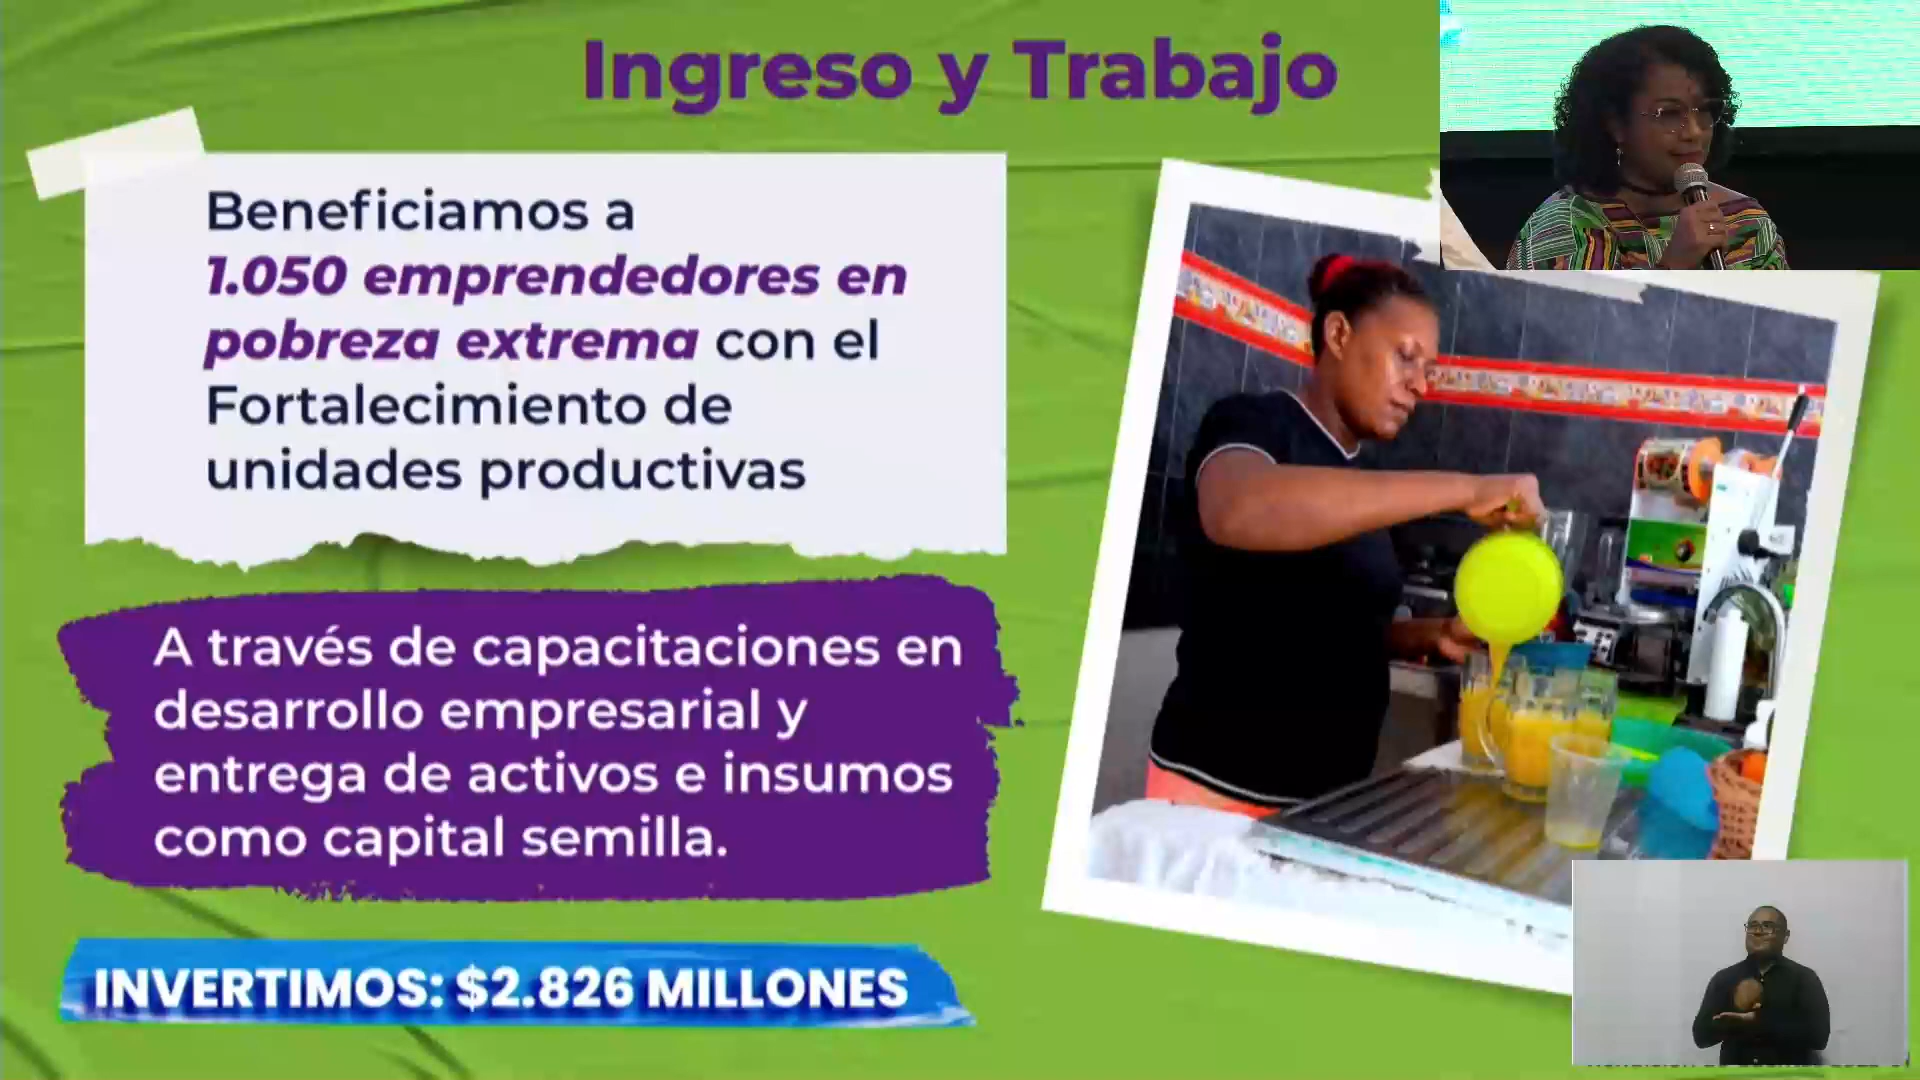 Ingreso y Trabajo
Beneficiamos a
1.050 emprendedores en
pobreza extrema con el
Fortalecimiento de
unidades productivas
A través de capacitaciones en
desarrollo empresarial y
entrega de activos e insumos
como capital semilla.
INVERTIMOS: $2.826 MILLONES